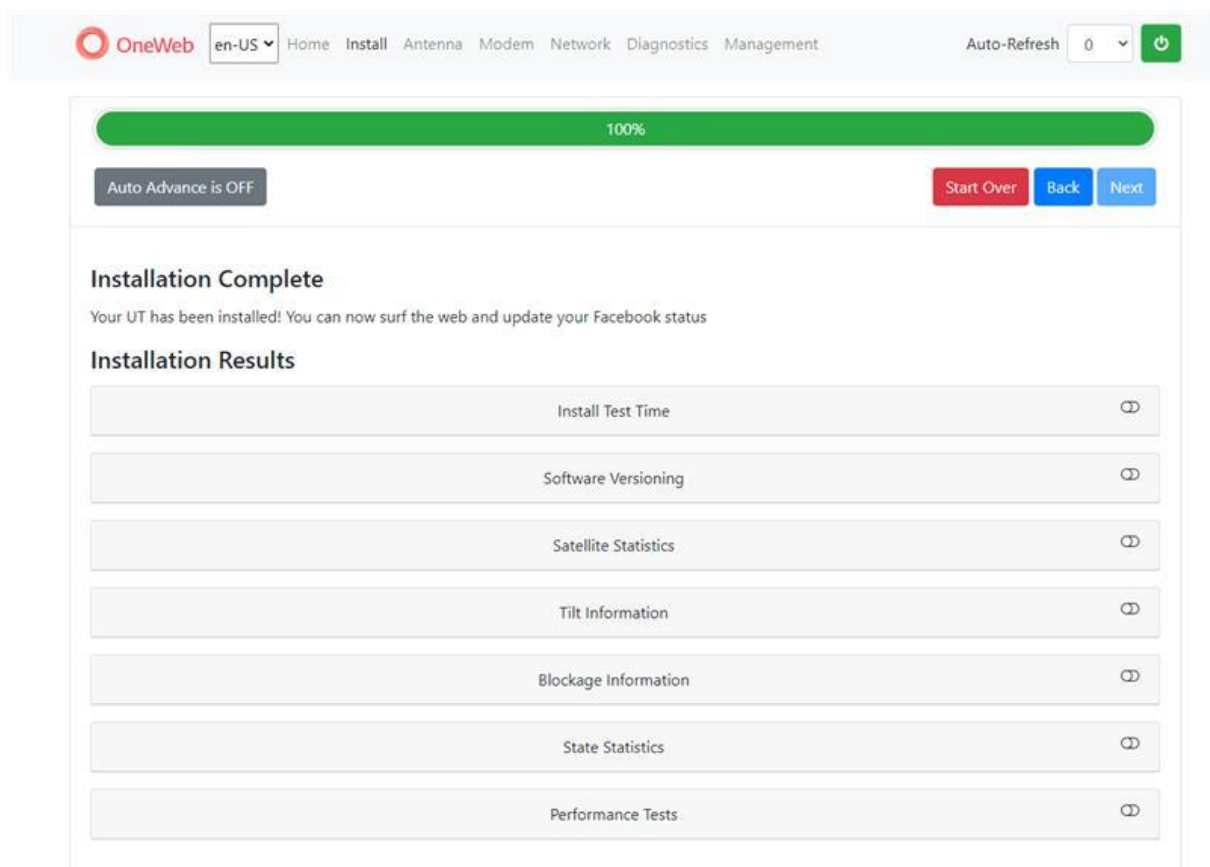 OneWeb en-US Home Install Antenna Modem Network Diagnostics Management Auto-Refresh 0
100%
Auto Advance is OFF Start Over Back Next
Installation Complete
Your UT has been installed! You can now surf the web and update your Facebook status
Installation Results
Install Test Time
Software Versioning
Satellite Statistics
Tilt Information
Blockage Information
State Statistics
Performance Tests